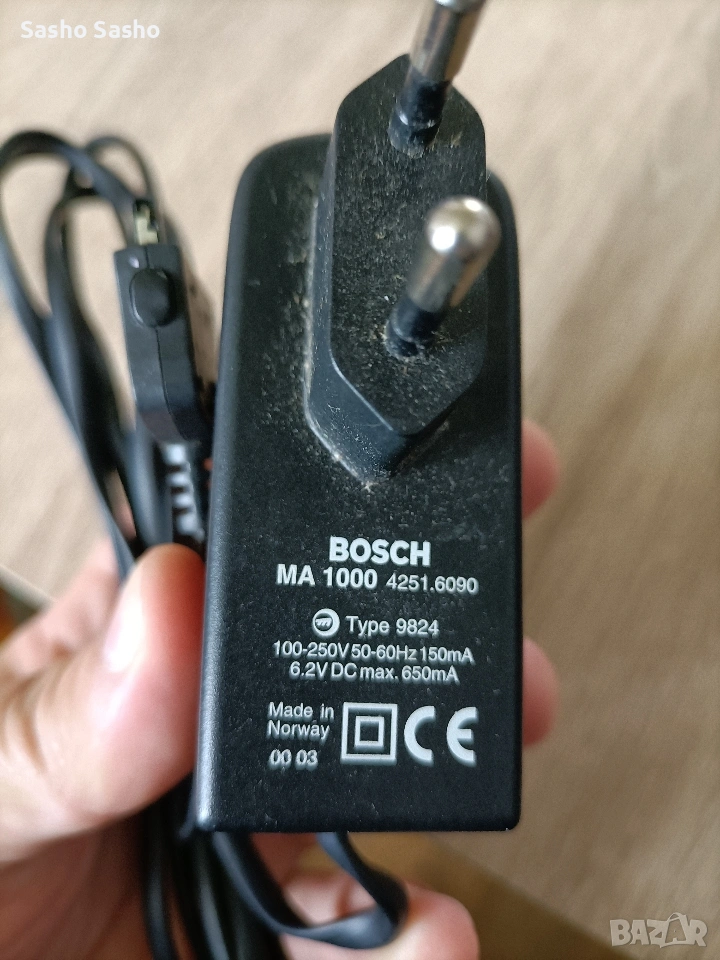 Sasho Sasho
BOSCH
MA 1000 4251.6090
Type 9824
100-250V 50-60Hz 150mA
6.2V DC max. 650mA
Made in
Norway
00 03
CE
BAZAR